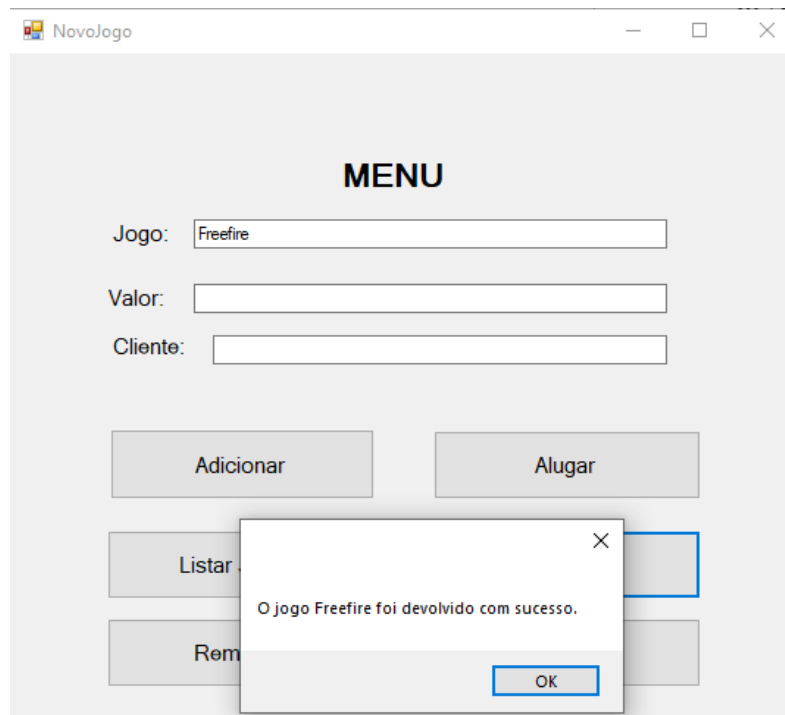 NovoJogo
MENU
Jogo: Freefire
Valor:
Cliente:
Adicionar Alugar
Listar
O jogo Freefire foi devolvido com sucesso.
Rem
OK